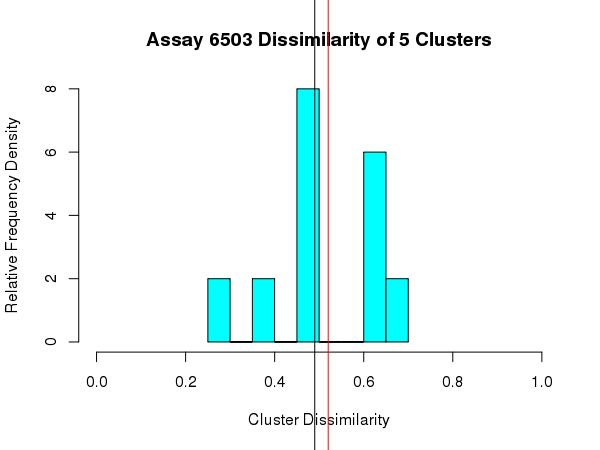 Assay 6503 Dissimilarity of 5 Clusters
Relative Frequency Density
8
6
4
2
0
0.0 0.2 0.4 0.6 0.8 1.0
Cluster Dissimilarity